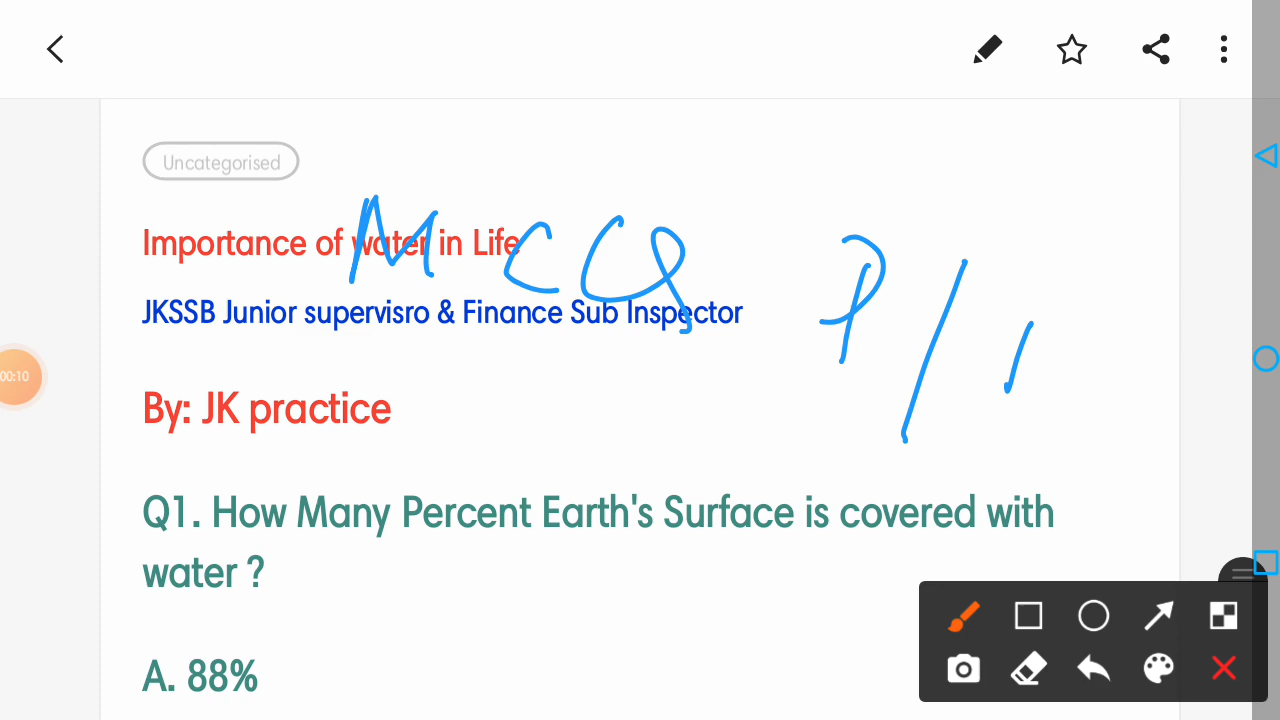 Uncategorised
Importance of water in Life
MCQ
P/1
JKSSB Junior supervisro & Finance Sub Inspector
00:10
By: JK practice
Q1. How Many Percent Earth's Surface is covered with
water ?
A. 88%